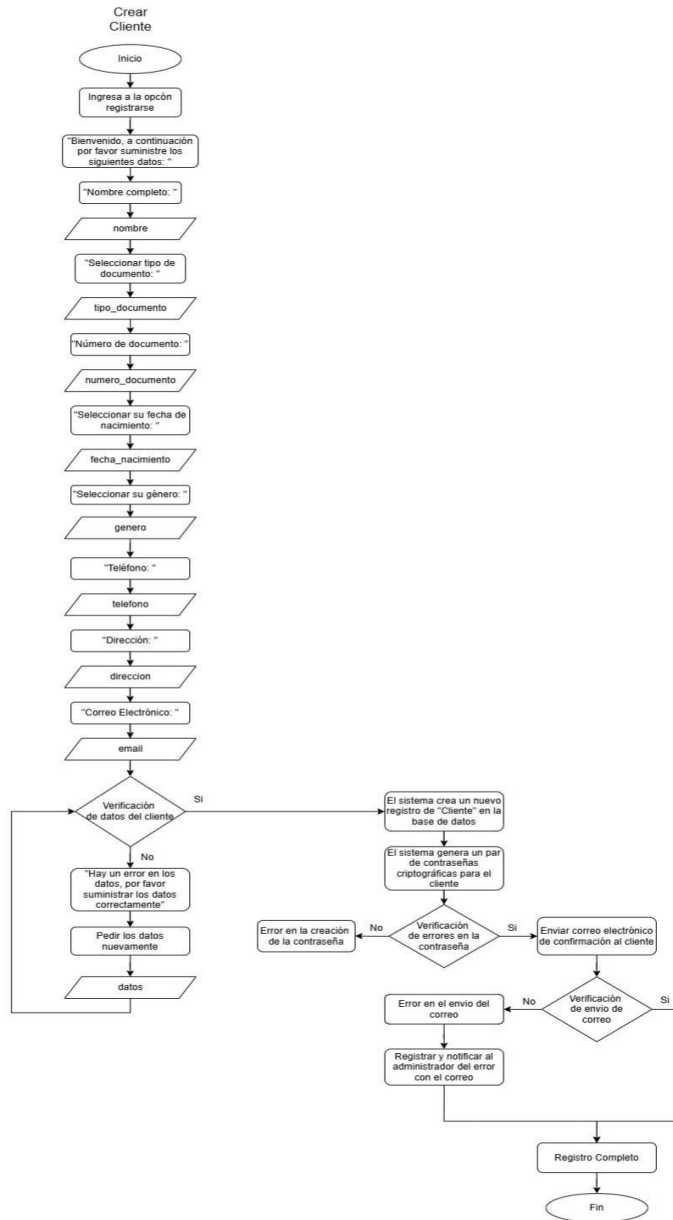 Crear
Cliente
Inicio
Ingresa a la opcón
registrarse
"Bienvenido, a continuación
por favor suministre los
siguientes datos: "
"Nombre completo: "
nombre
"Seleccionar tipo de
documento: "
tipo_documento
"Número de documento: "
numero_documento
"Seleccionar su fecha de
nacimiento: "
fecha_nacimiento
"Seleccionar su género: "
genero
"Teléfono: "
telefono
"Dirección: "
direccion
"Correo Electrónico: "
email
Verificación
de datos del cliente
Si
No
"Hay un error en los
datos, por favor
suministrar los datos
correctamente"
Pedir los datos
nuevamente
datos
El sistema crea un nuevo
registro de "Cliente" en la
base de datos
El sistema genera un par
de contraseñas
criptográficas para el
cliente
Verificación
de errores en la
contraseña
No
Error en la creación
de la contraseña
Si
Enviar correo electrónico
de confirmación al cliente
Verificación
de envio de
correo
No
Si
Error en el envio del
correo
Registrar y notificar al
administrador del error
con el correo
Registro Completo
Fin